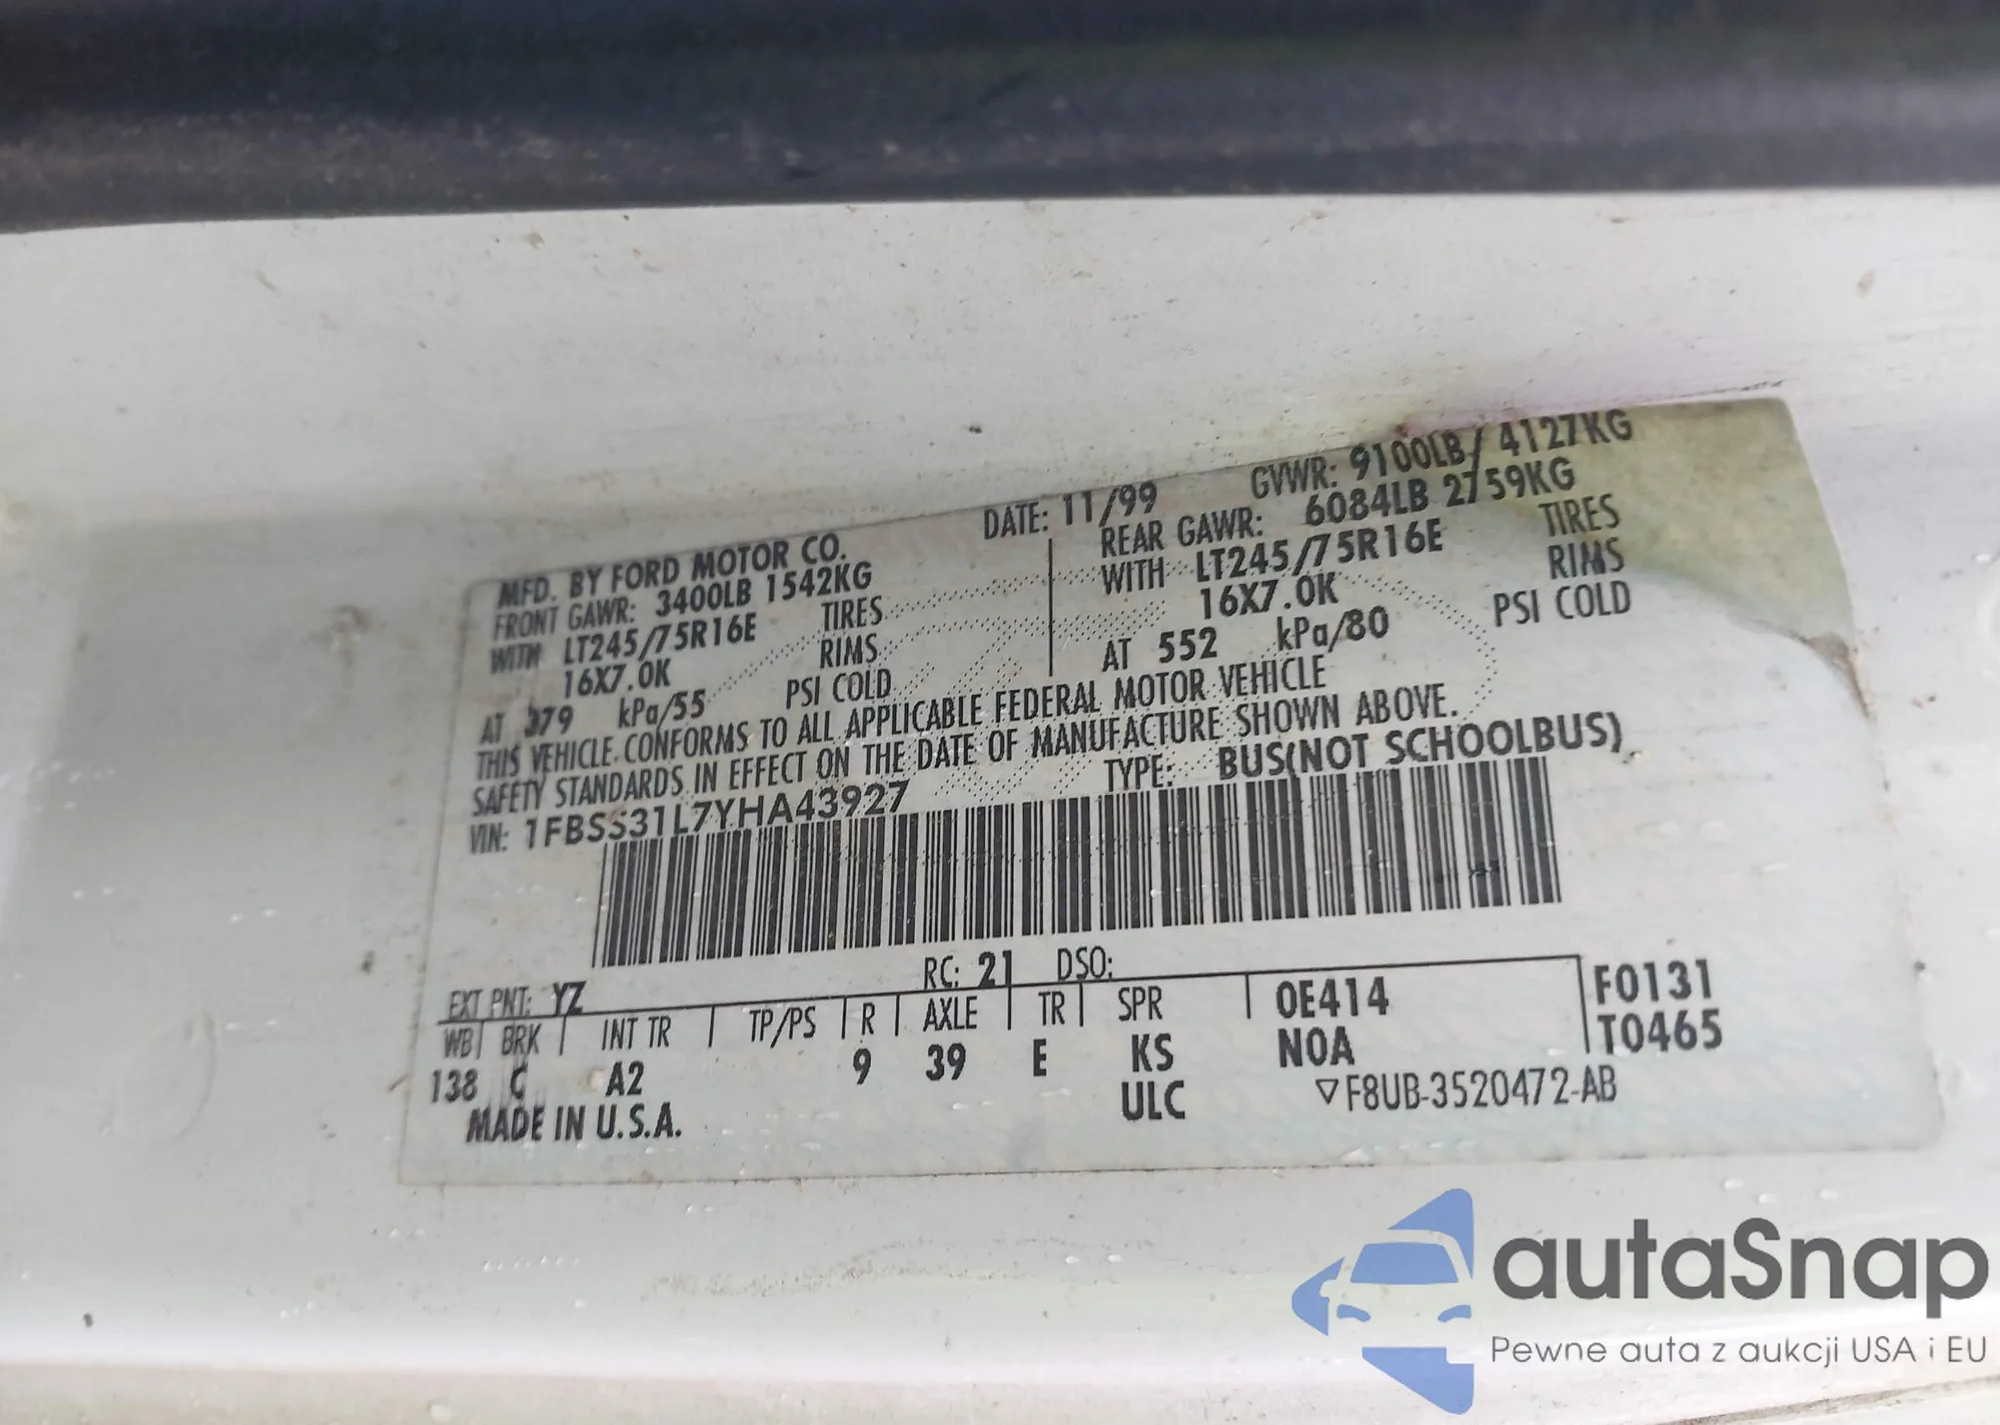 MFD. BY FORD MOTOR CO.
DATE: 11/99
GVWR: 9100LB/ 4127KG
FRONT GAWR: 3400LB 1542KG
REAR GAWR: 6084LB 2759KG
WITH LT245/75R16E TIRES
WITH LT245/75R16E TIRES
16X7.0K RIMS
16X7.0K RIMS
AT 379 kPa/55 PSI COLD
AT 552 kPa/80 PSI COLD
THIS VEHICLE CONFORMS TO ALL APPLICABLE FEDERAL MOTOR VEHICLE
SAFETY STANDARDS IN EFFECT ON THE DATE OF MANUFACTURE SHOWN ABOVE.
VIN: 1FBSS31L7YHA43927
TYPE: BUS(NOT SCHOOLBUS)
EXT PNT: YZ RC: 21 DSO:
WB BRK INT TR TP/PS R AXLE TR SPR 0E414 F0131
138 C A2 9 39 E KS N0A T0465
ULC ▽F8UB-3520472-AB
MADE IN U.S.A.
autaSnap
Pewne auta z aukcji USA i EU